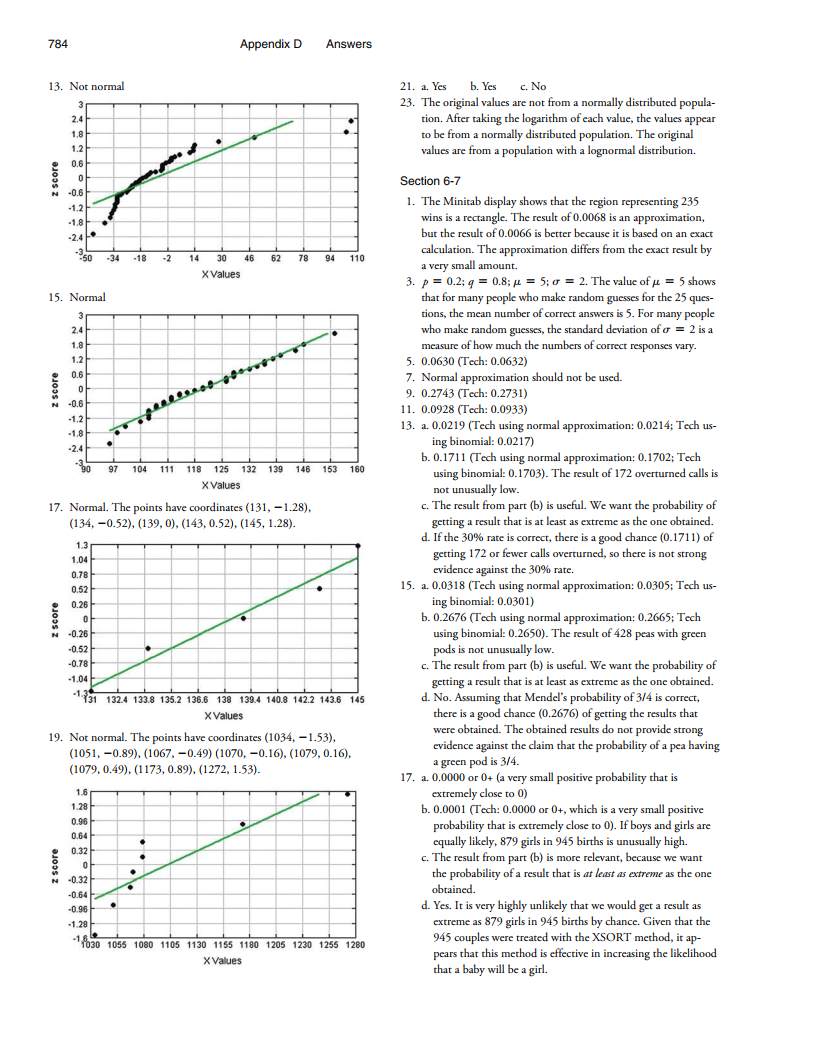 784
Appendix D Answers
13. Not normal
3
2.4
1.8
1.2
0.6
0
-0.6
-1.2
-1.8
-2.4
-3
z score
-50 -34 -18 -2 14 30 46 62 78 94 110
X Values
15. Normal
3
2.4
1.8
1.2
0.6
0
-0.6
-1.2
-1.8
-2.4
-3
z score
90 97 104 111 118 125 132 139 146 153 160
X Values
17. Normal. The points have coordinates (131, −1.28),
(134, −0.52), (139, 0), (143, 0.52), (145, 1.28).
1.3
1.04
0.78
0.52
0.26
0
-0.26
-0.52
-0.78
-1.04
-1.3
z score
131 132.4 133.8 135.2 136.6 138 139.4 140.8 142.2 143.6 145
X Values
19. Not normal. The points have coordinates (1034, −1.53),
(1051, −0.89), (1067, −0.49) (1070, −0.16), (1079, 0.16),
(1079, 0.49), (1173, 0.89), (1272, 1.53).
1.6
1.28
0.96
0.64
0.32
0
-0.32
-0.64
-0.96
-1.28
-1.6
z score
1030 1055 1080 1105 1130 1155 1180 1205 1230 1255 1280
X Values
21. a. Yes b. Yes c. No
23. The original values are not from a normally distributed popula-
tion. After taking the logarithm of each value, the values appear
to be from a normally distributed population. The original
values are from a population with a lognormal distribution.
Section 6-7
1. The Minitab display shows that the region representing 235
wins is a rectangle. The result of 0.0068 is an approximation,
but the result of 0.0066 is better because it is based on an exact
calculation. The approximation differs from the exact result by
a very small amount.
3. p = 0.2; q = 0.8; μ = 5; σ = 2. The value of μ = 5 shows
that for many people who make random guesses for the 25 ques-
tions, the mean number of correct answers is 5. For many people
who make random guesses, the standard deviation of σ = 2 is a
measure of how much the numbers of correct responses vary.
5. 0.0630 (Tech: 0.0632)
7. Normal approximation should not be used.
9. 0.2743 (Tech: 0.2731)
11. 0.0928 (Tech: 0.0933)
13. a. 0.0219 (Tech using normal approximation: 0.0214; Tech us-
ing binomial: 0.0217)
b. 0.1711 (Tech using normal approximation: 0.1702; Tech
using binomial: 0.1703). The result of 172 overturned calls is
not unusually low.
c. The result from part (b) is useful. We want the probability of
getting a result that is at least as extreme as the one obtained.
d. If the 30% rate is correct, there is a good chance (0.1711) of
getting 172 or fewer calls overturned, so there is not strong
evidence against the 30% rate.
15. a. 0.0318 (Tech using normal approximation: 0.0305; Tech us-
ing binomial: 0.0301)
b. 0.2676 (Tech using normal approximation: 0.2665; Tech
using binomial: 0.2650). The result of 428 peas with green
pods is not unusually low.
c. The result from part (b) is useful. We want the probability of
getting a result that is at least as extreme as the one obtained.
d. No. Assuming that Mendel's probability of 3/4 is correct,
there is a good chance (0.2676) of getting the results that
were obtained. The obtained results do not provide strong
evidence against the claim that the probability of a pea having
a green pod is 3/4.
17. a. 0.0000 or 0+ (a very small positive probability that is
extremely close to 0)
b. 0.0001 (Tech: 0.0000 or 0+, which is a very small positive
probability that is extremely close to 0). If boys and girls are
equally likely, 879 girls in 945 births is unusually high.
c. The result from part (b) is more relevant, because we want
the probability of a result that is at least as extreme as the one
obtained.
d. Yes. It is very highly unlikely that we would get a result as
extreme as 879 girls in 945 births by chance. Given that the
945 couples were treated with the XSORT method, it ap-
pears that this method is effective in increasing the likelihood
that a baby will be a girl.